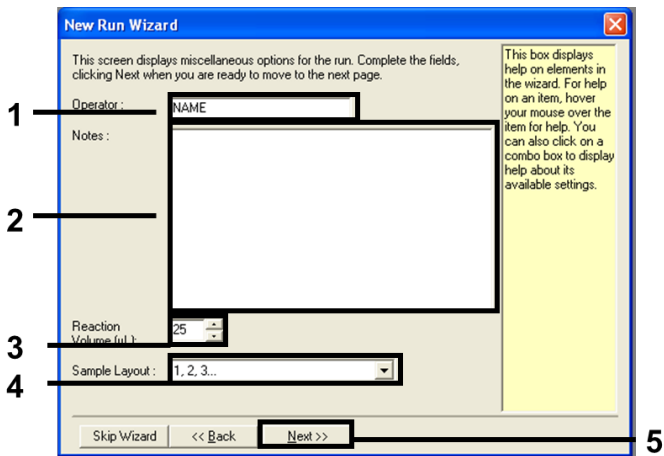 New Run Wizard
This screen displays miscellaneous options for the run. Complete the fields,
clicking Next when you are ready to move to the next page.
This box displays
help on elements in
the wizard. For help
on an item, hover
your mouse over the
item for help. You
can also click on a
combo box to display
help about its
available settings.
1
Operator : NAME
Notes :
2
Reaction
Volume (µL): 25
3
Sample Layout : 1, 2, 3...
4
Skip Wizard << Back Next >>
5